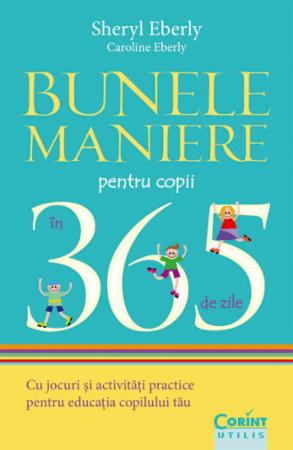 Sheryl Eberly
Caroline Eberly
BUNELE
MANIERE
pentru copii
în
365
de zile
Cu jocuri și activități practice
pentru educația copilului tău
CORINT
UTILIS